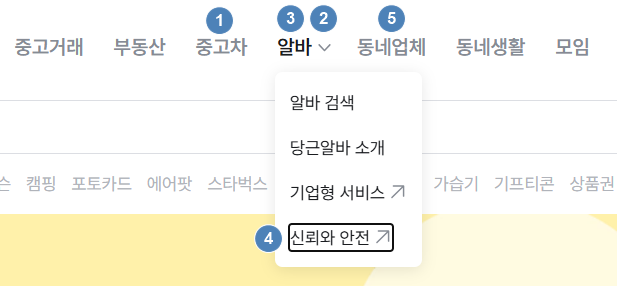 1 3 2 5
중고거래 부동산 중고차 알바 동네업체 동네생활 모임
알바 검색
당근알바 소개
캠핑 포토카드 에어팟 스타벅스 기업형 서비스 가습기 기프티콘 상품권
4 신뢰와 안전